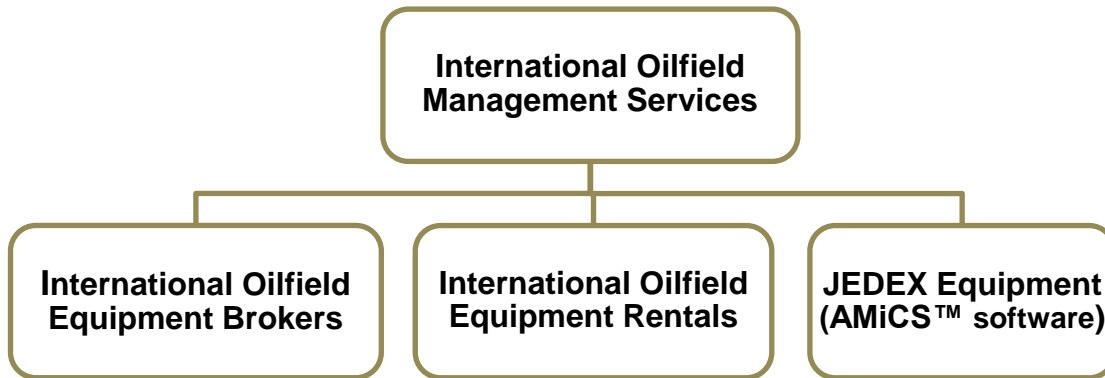 International Oilfield
Management Services
International Oilfield
Equipment Brokers
International Oilfield
Equipment Rentals
JEDEX Equipment
(AMiCS™ software)